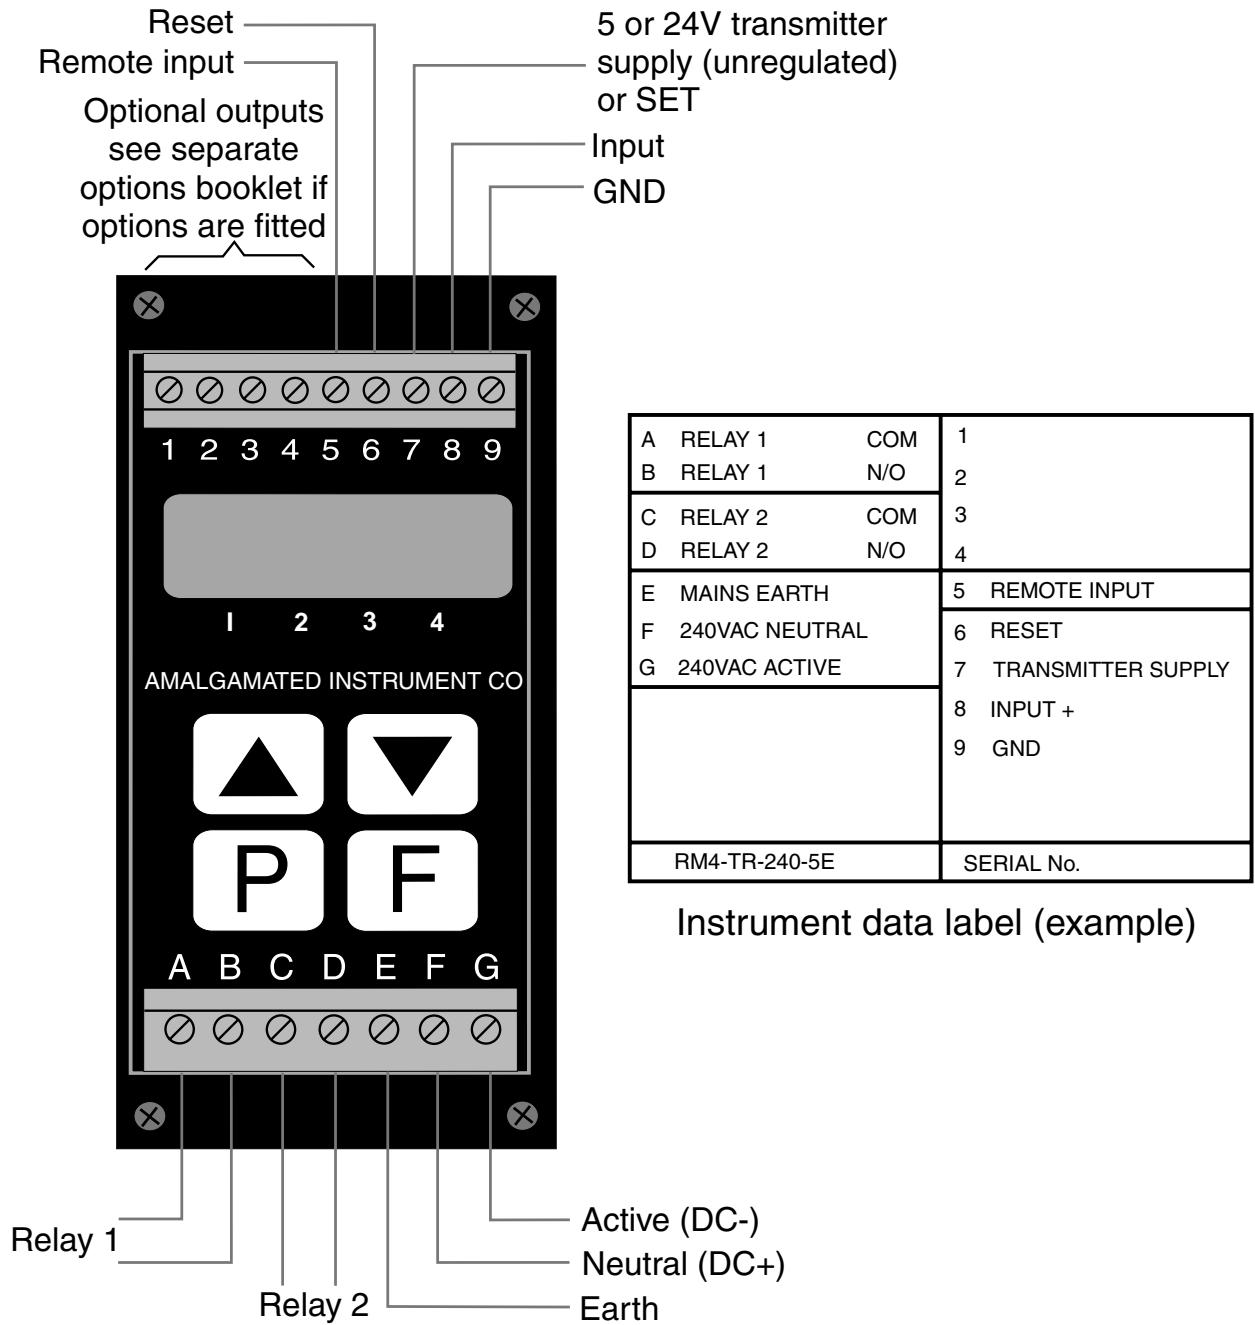 Reset
Remote input
Optional outputs
see separate
options booklet if
options are fitted
5 or 24V transmitter
supply (unregulated)
or SET
Input
GND
1 2 3 4 5 6 7 8 9
I 2 3 4
AMALGAMATED INSTRUMENT CO
P F
A B C D E F G
Relay 1
Relay 2
Active (DC-)
Neutral (DC+)
Earth
A RELAY 1 COM
B RELAY 1 N/O
C RELAY 2 COM
D RELAY 2 N/O
E MAINS EARTH
F 240VAC NEUTRAL
G 240VAC ACTIVE
RM4-TR-240-5E
1
2
3
4
5 REMOTE INPUT
6 RESET
7 TRANSMITTER SUPPLY
8 INPUT +
9 GND
SERIAL No.
Instrument data label (example)